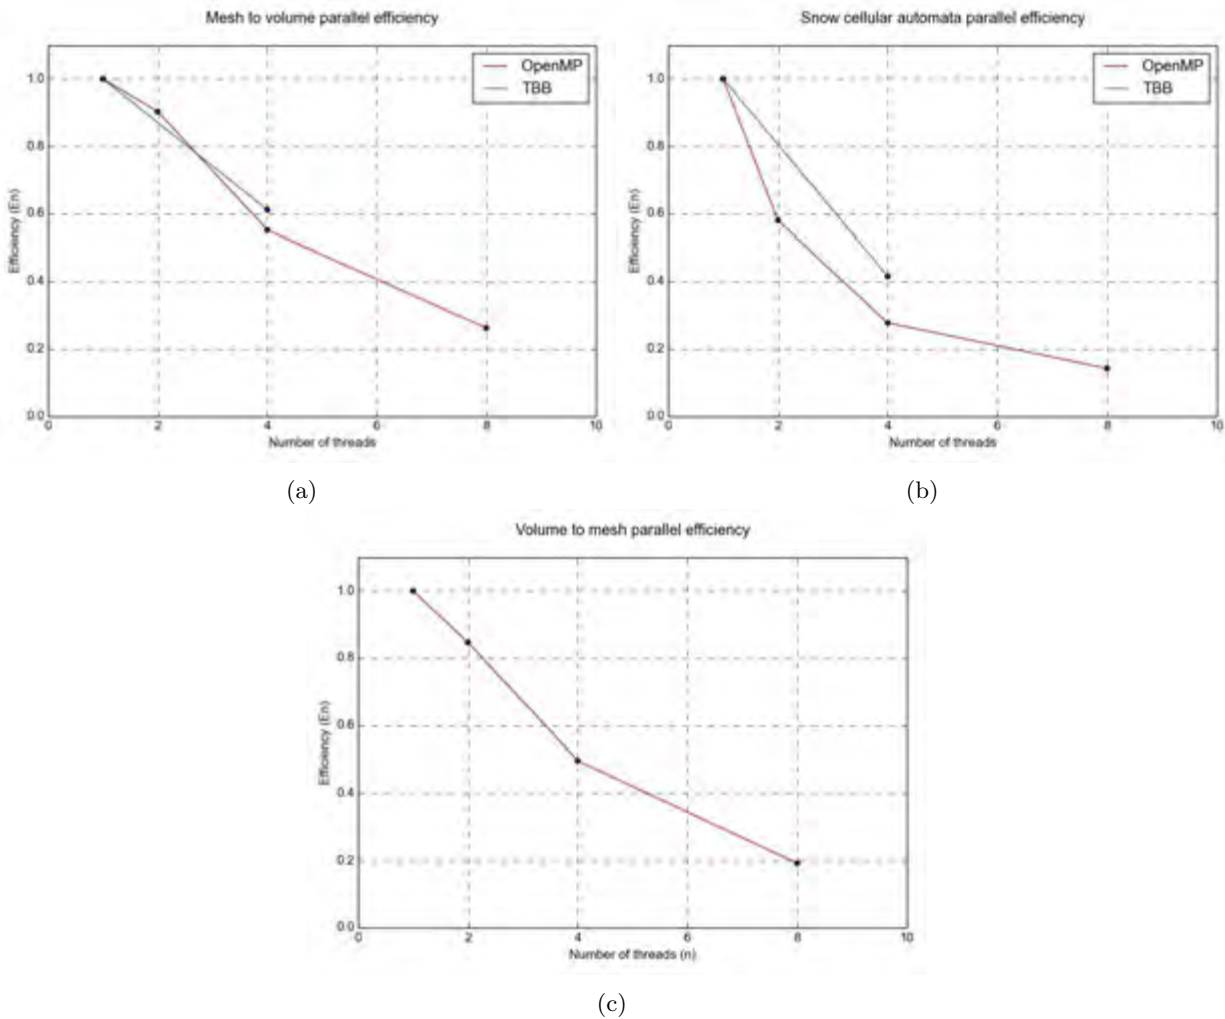 Mesh to volume parallel efficiency
OpenMP
TBB
1.0
0.8
0.6
0.4
0.2
0.0
Efficiency (En)
0 2 4 6 8 10
Number of threads
(a)
Snow cellular automata parallel efficiency
OpenMP
TBB
1.0
0.8
0.6
0.4
0.2
0.0
Efficiency (En)
0 2 4 6 8 10
Number of threads
(b)
Volume to mesh parallel efficiency
1.0
0.8
0.6
0.4
0.2
0.0
Efficiency (En)
0 2 4 6 8 10
Number of threads (n)
(c)